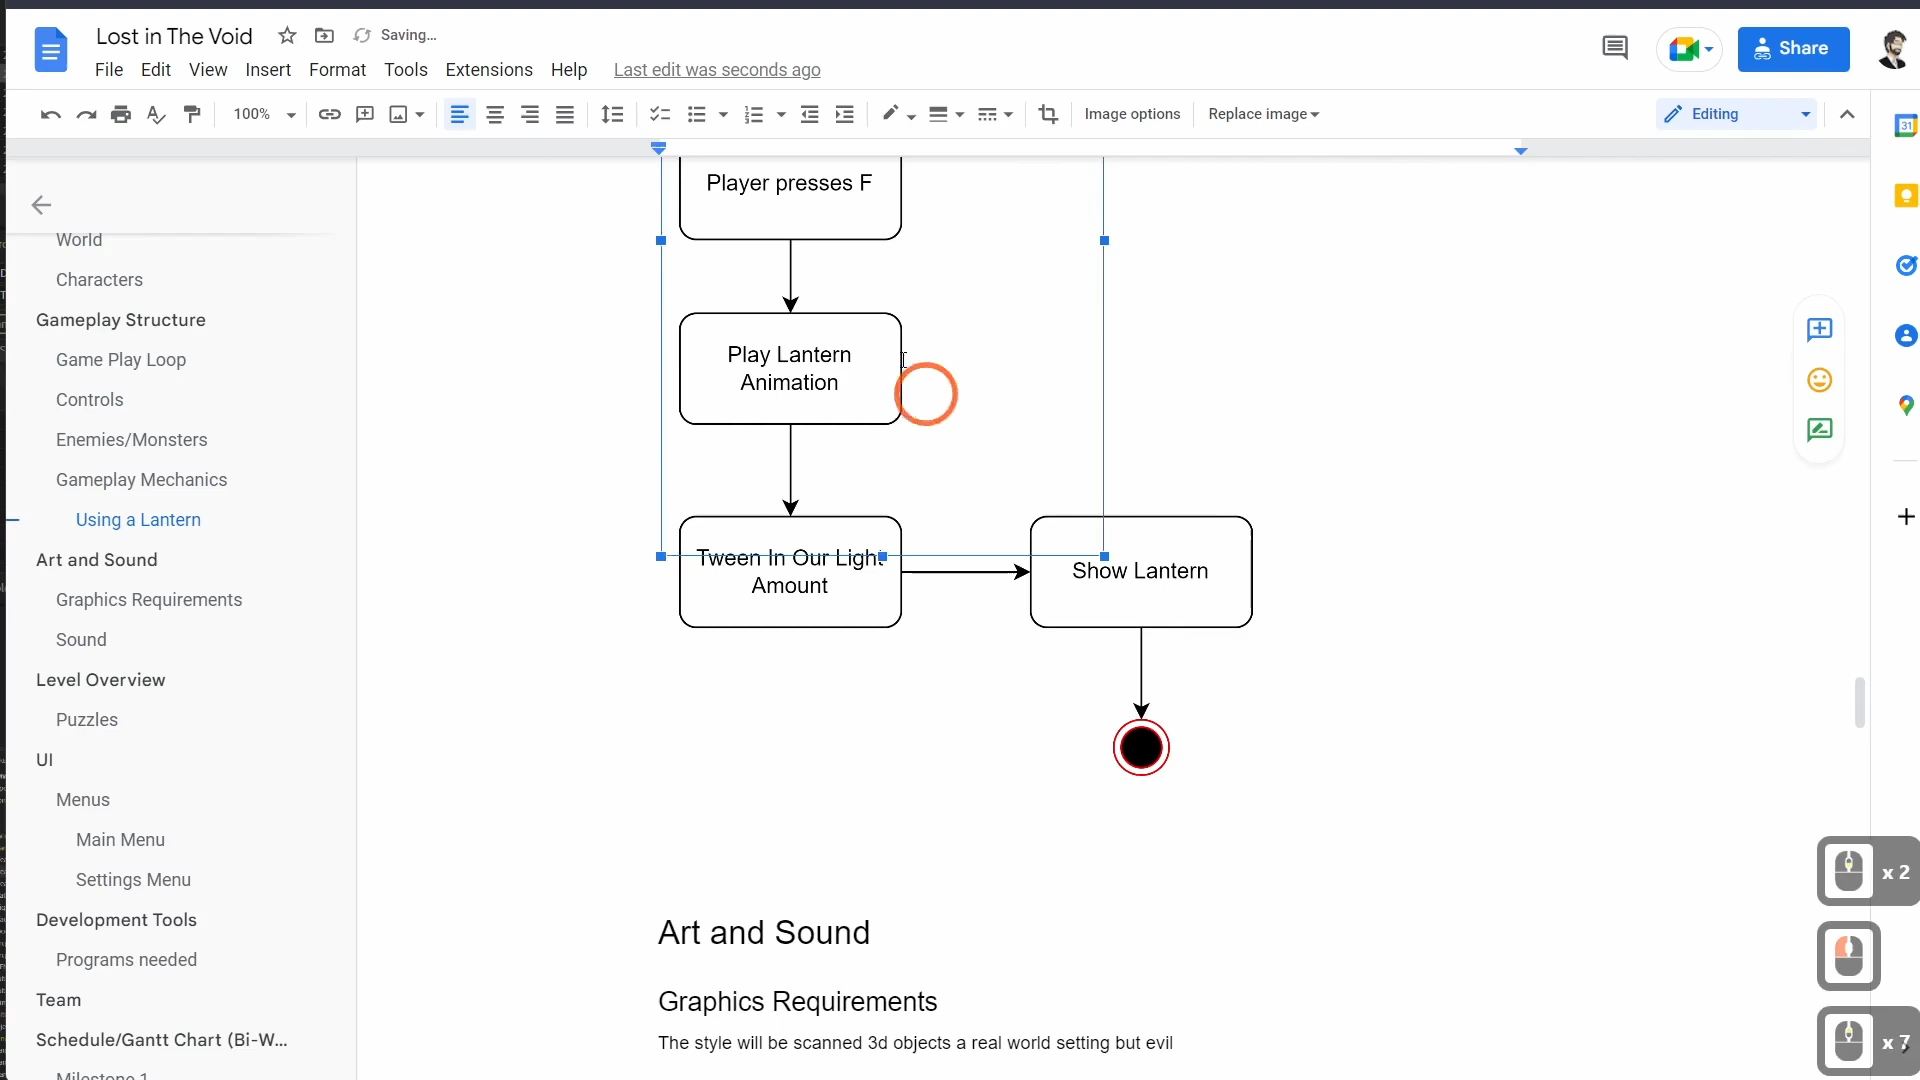 Lost in The Void
Saving...
File Edit View Insert Format Tools Extensions Help Last edit was seconds ago
Share
100%
Image options
Replace image
Editing
31
World
Characters
Gameplay Structure
Game Play Loop
Controls
Enemies/Monsters
Gameplay Mechanics
Using a Lantern
Art and Sound
Graphics Requirements
Sound
Level Overview
Puzzles
UI
Menus
Main Menu
Settings Menu
Development Tools
Programs needed
Team
Schedule/Gantt Chart (Bi-W...
Milestone 1
Player presses F
Play Lantern
Animation
Tween In Our Light
Amount
Show Lantern
Art and Sound
Graphics Requirements
The style will be scanned 3d objects a real world setting but evil
x 2
x 7